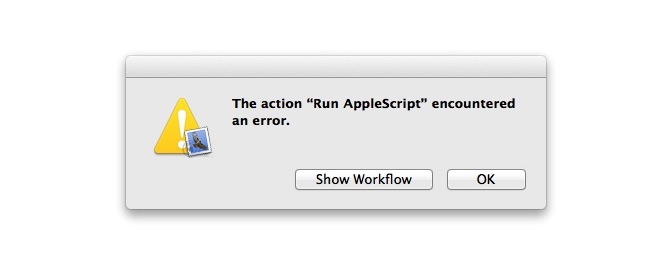 The action “Run AppleScript” encountered
an error.
Show Workflow
OK